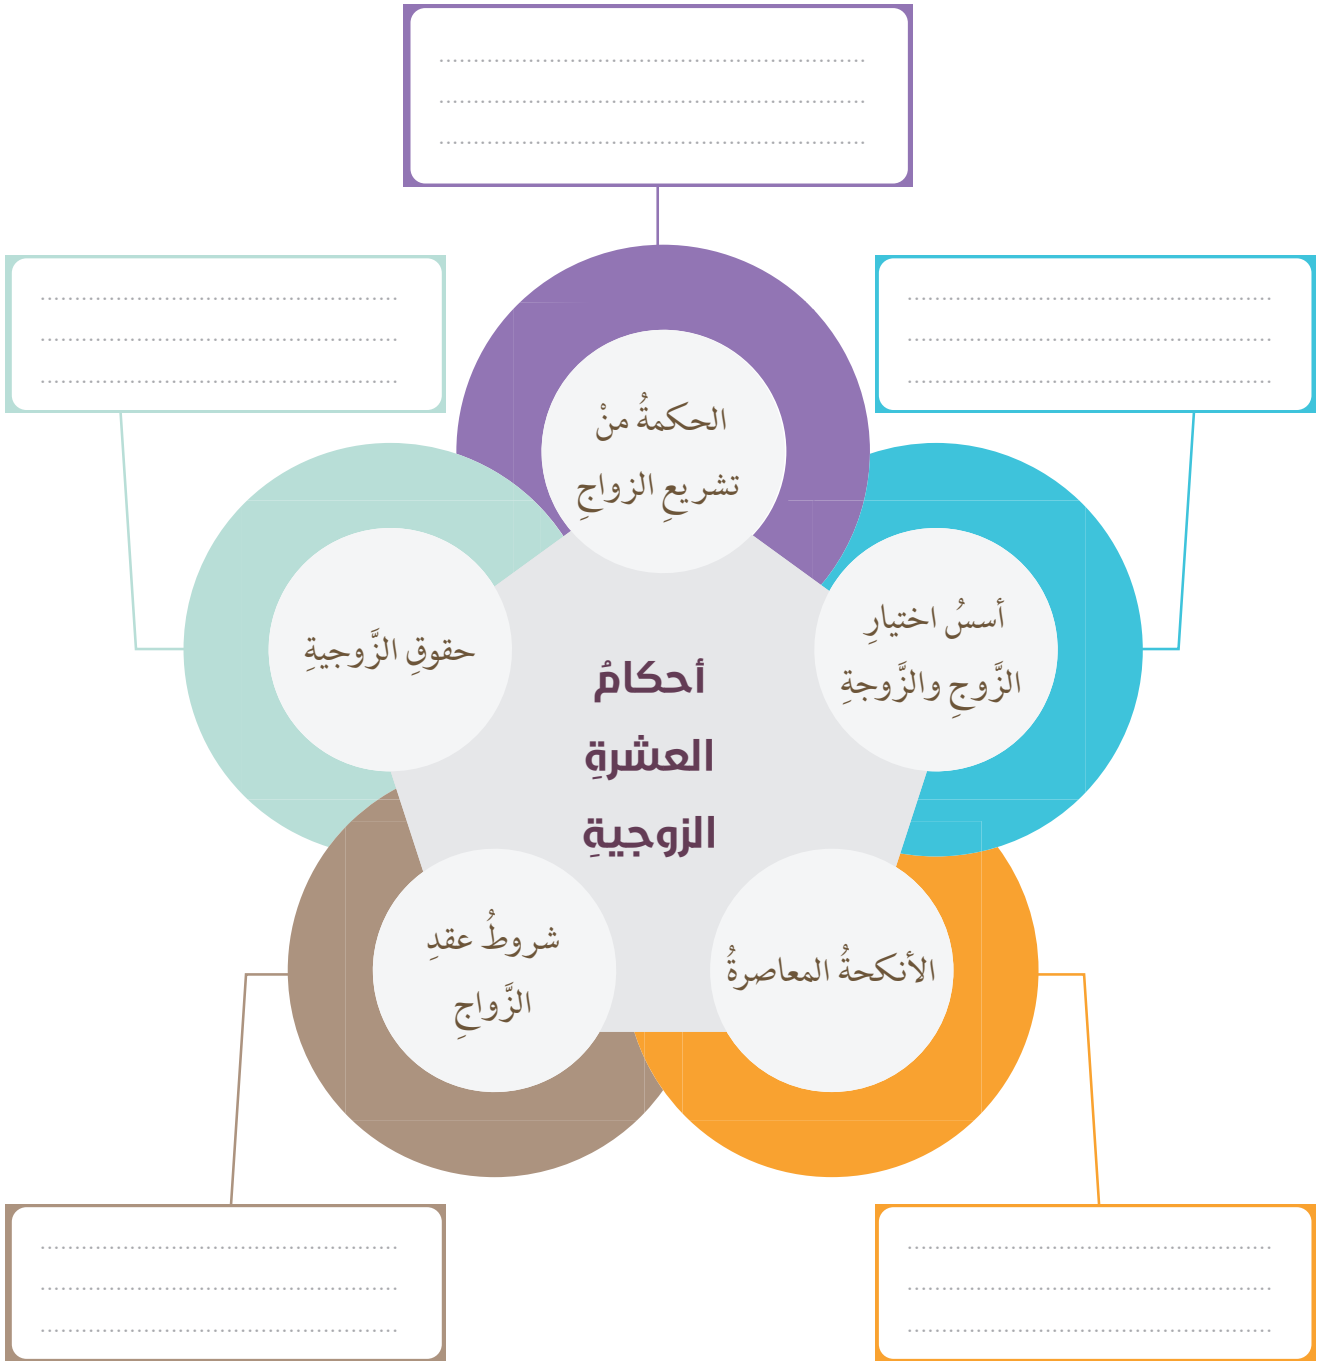 الحكمةُ منْ
تشريعِ الزواجِ
أسسُ اختيارِ
الزَّوجِ والزَّوجةِ
حقوقِ الزَّوجيةِ
أحكامُ
العشرةِ
الزوجيةِ
الأنكحةُ المعاصرةُ
شروطُ عقدِ
الزَّواجِ